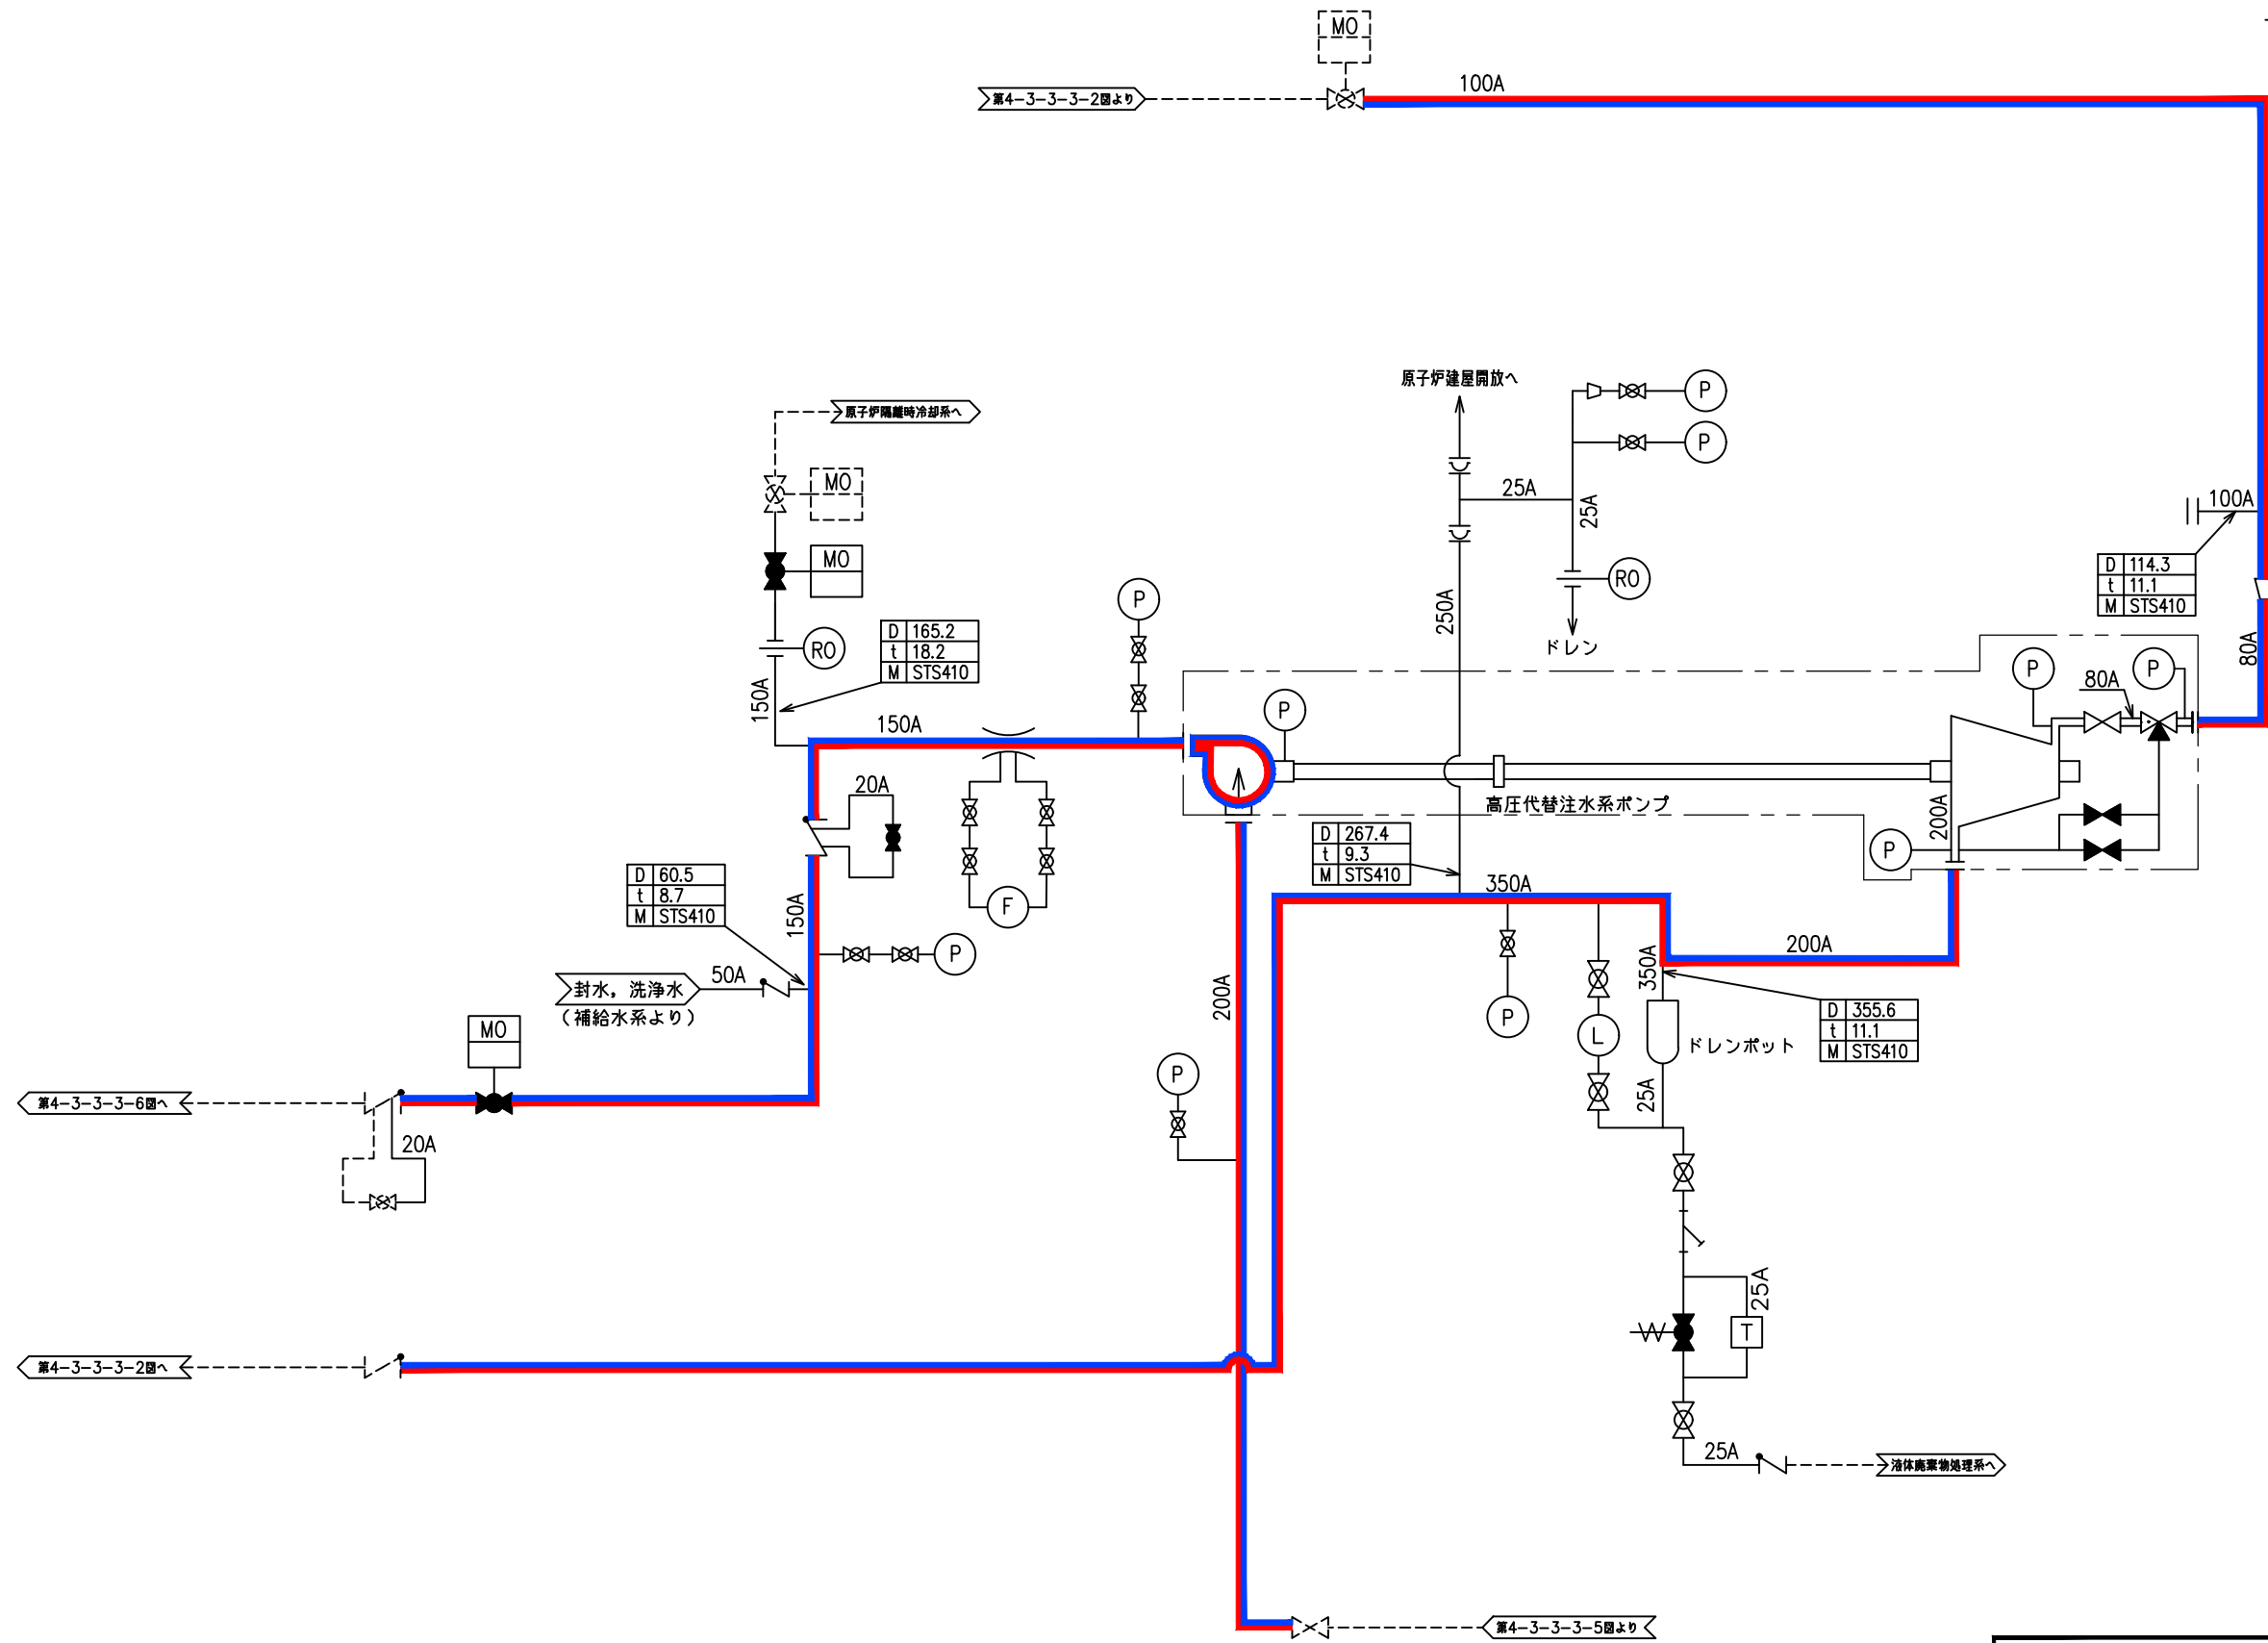 MO
第4-3-3-3-2図より
100A
原子炉建屋開放へ
P
原子炉隔離時冷却系へ
P
MO
25A
25A
100A
MO
D 114.3
t 11.1
M STS410
RO
P
250A
ドレン
D 165.2
t 18.2
M STS410
RO
80A
P
80A
P
150A
150A
P
20A
高圧代替注水系ポンプ
200A
D 267.4
t 9.3
M STS410
P
D 60.5
t 8.7
M STS410
350A
150A
F
200A
P
50A
封水，洗浄水
（補給水系より）
350A
200A
P
D 355.6
t 11.1
M STS410
MO
L
ドレンポット
P
第4-3-3-3-6図へ
25A
20A
25A
T
第4-3-3-3-2図へ
25A
液体廃棄物処理系へ
第4-3-3-3-5図より